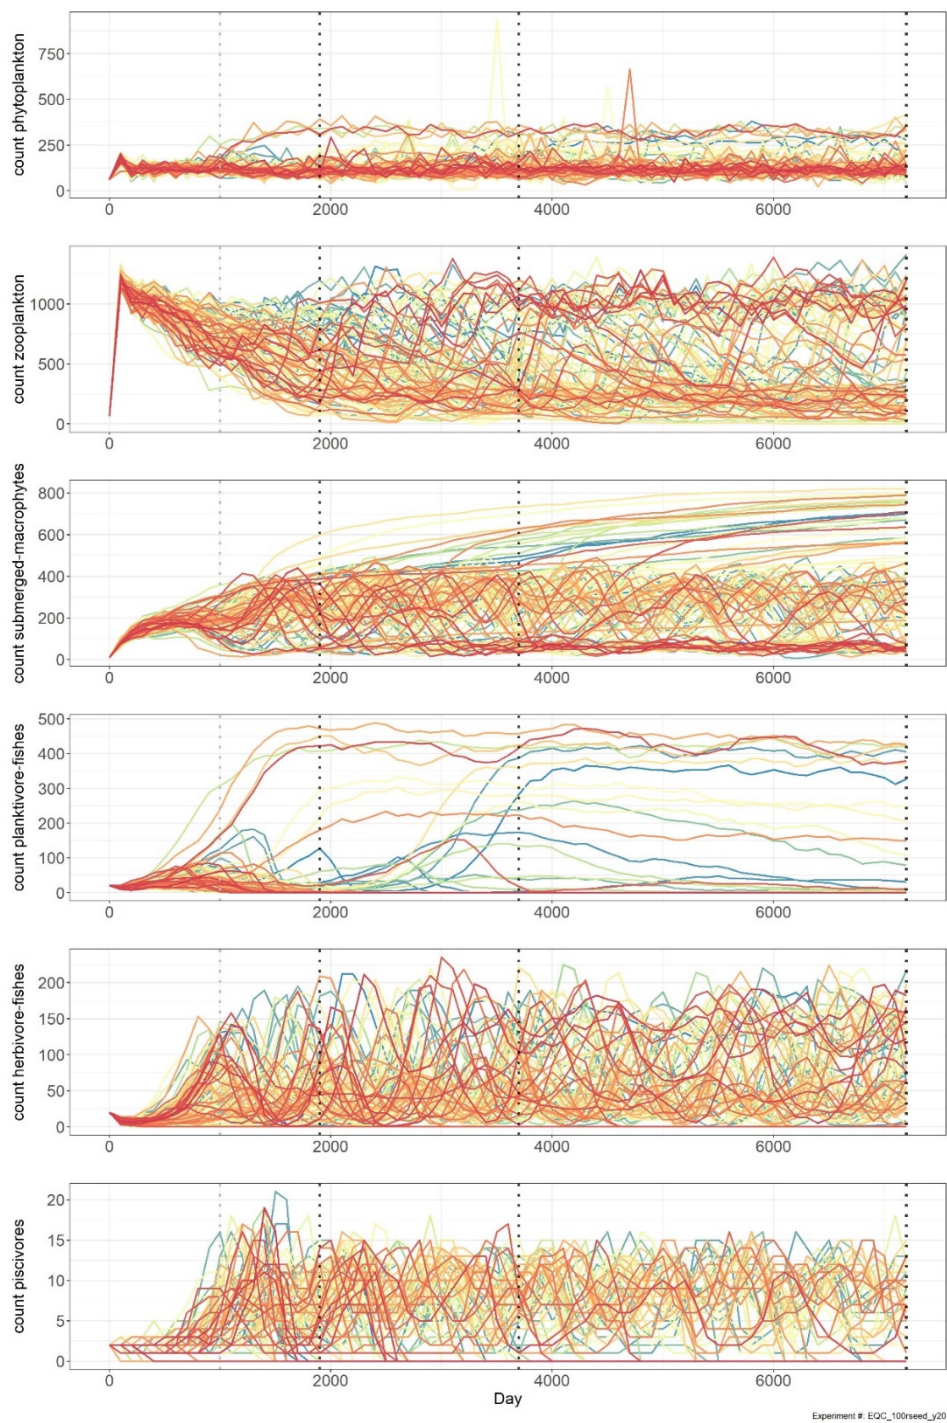 count phytoplankton
750
500
250
0
0 2000 4000 6000
count zooplankton
1000
500
0
0 2000 4000 6000
count submerged-macrophytes
800
600
400
200
0
0 2000 4000 6000
count planktivore-fishes
500
400
300
200
100
0
0 2000 4000 6000
count herbivore-fishes
200
150
100
50
0
0 2000 4000 6000
count piscivores
20
15
10
5
0
0 2000 4000 6000
Day
Experiment #: EQC_100rseed_y20